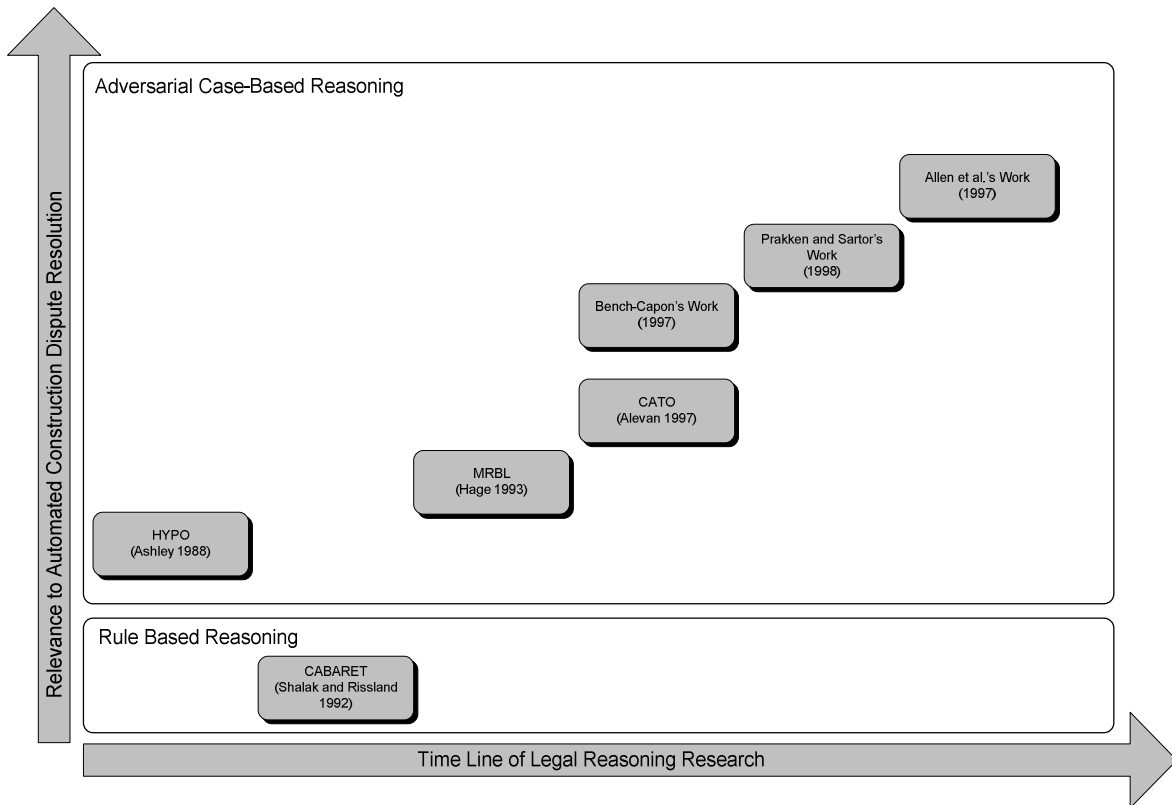 Adversarial Case-Based Reasoning
Allen et al.'s Work
(1997)
Prakken and Sartor's
Work
(1998)
Bench-Capon's Work
(1997)
CATO
(Alevan 1997)
MRBL
(Hage 1993)
HYPO
(Ashley 1988)
Rule Based Reasoning
CABARET
(Shalak and Rissland
1992)
Relevance to Automated Construction Dispute Resolution
Time Line of Legal Reasoning Research